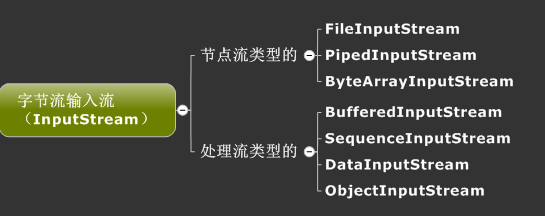 字节流输入流
（InputStream）
节点流类型的
FileInputStream
PipedInputStream
ByteArrayInputStream
处理流类型的
BufferedInputStream
SequenceInputStream
DataInputStream
ObjectInputStream